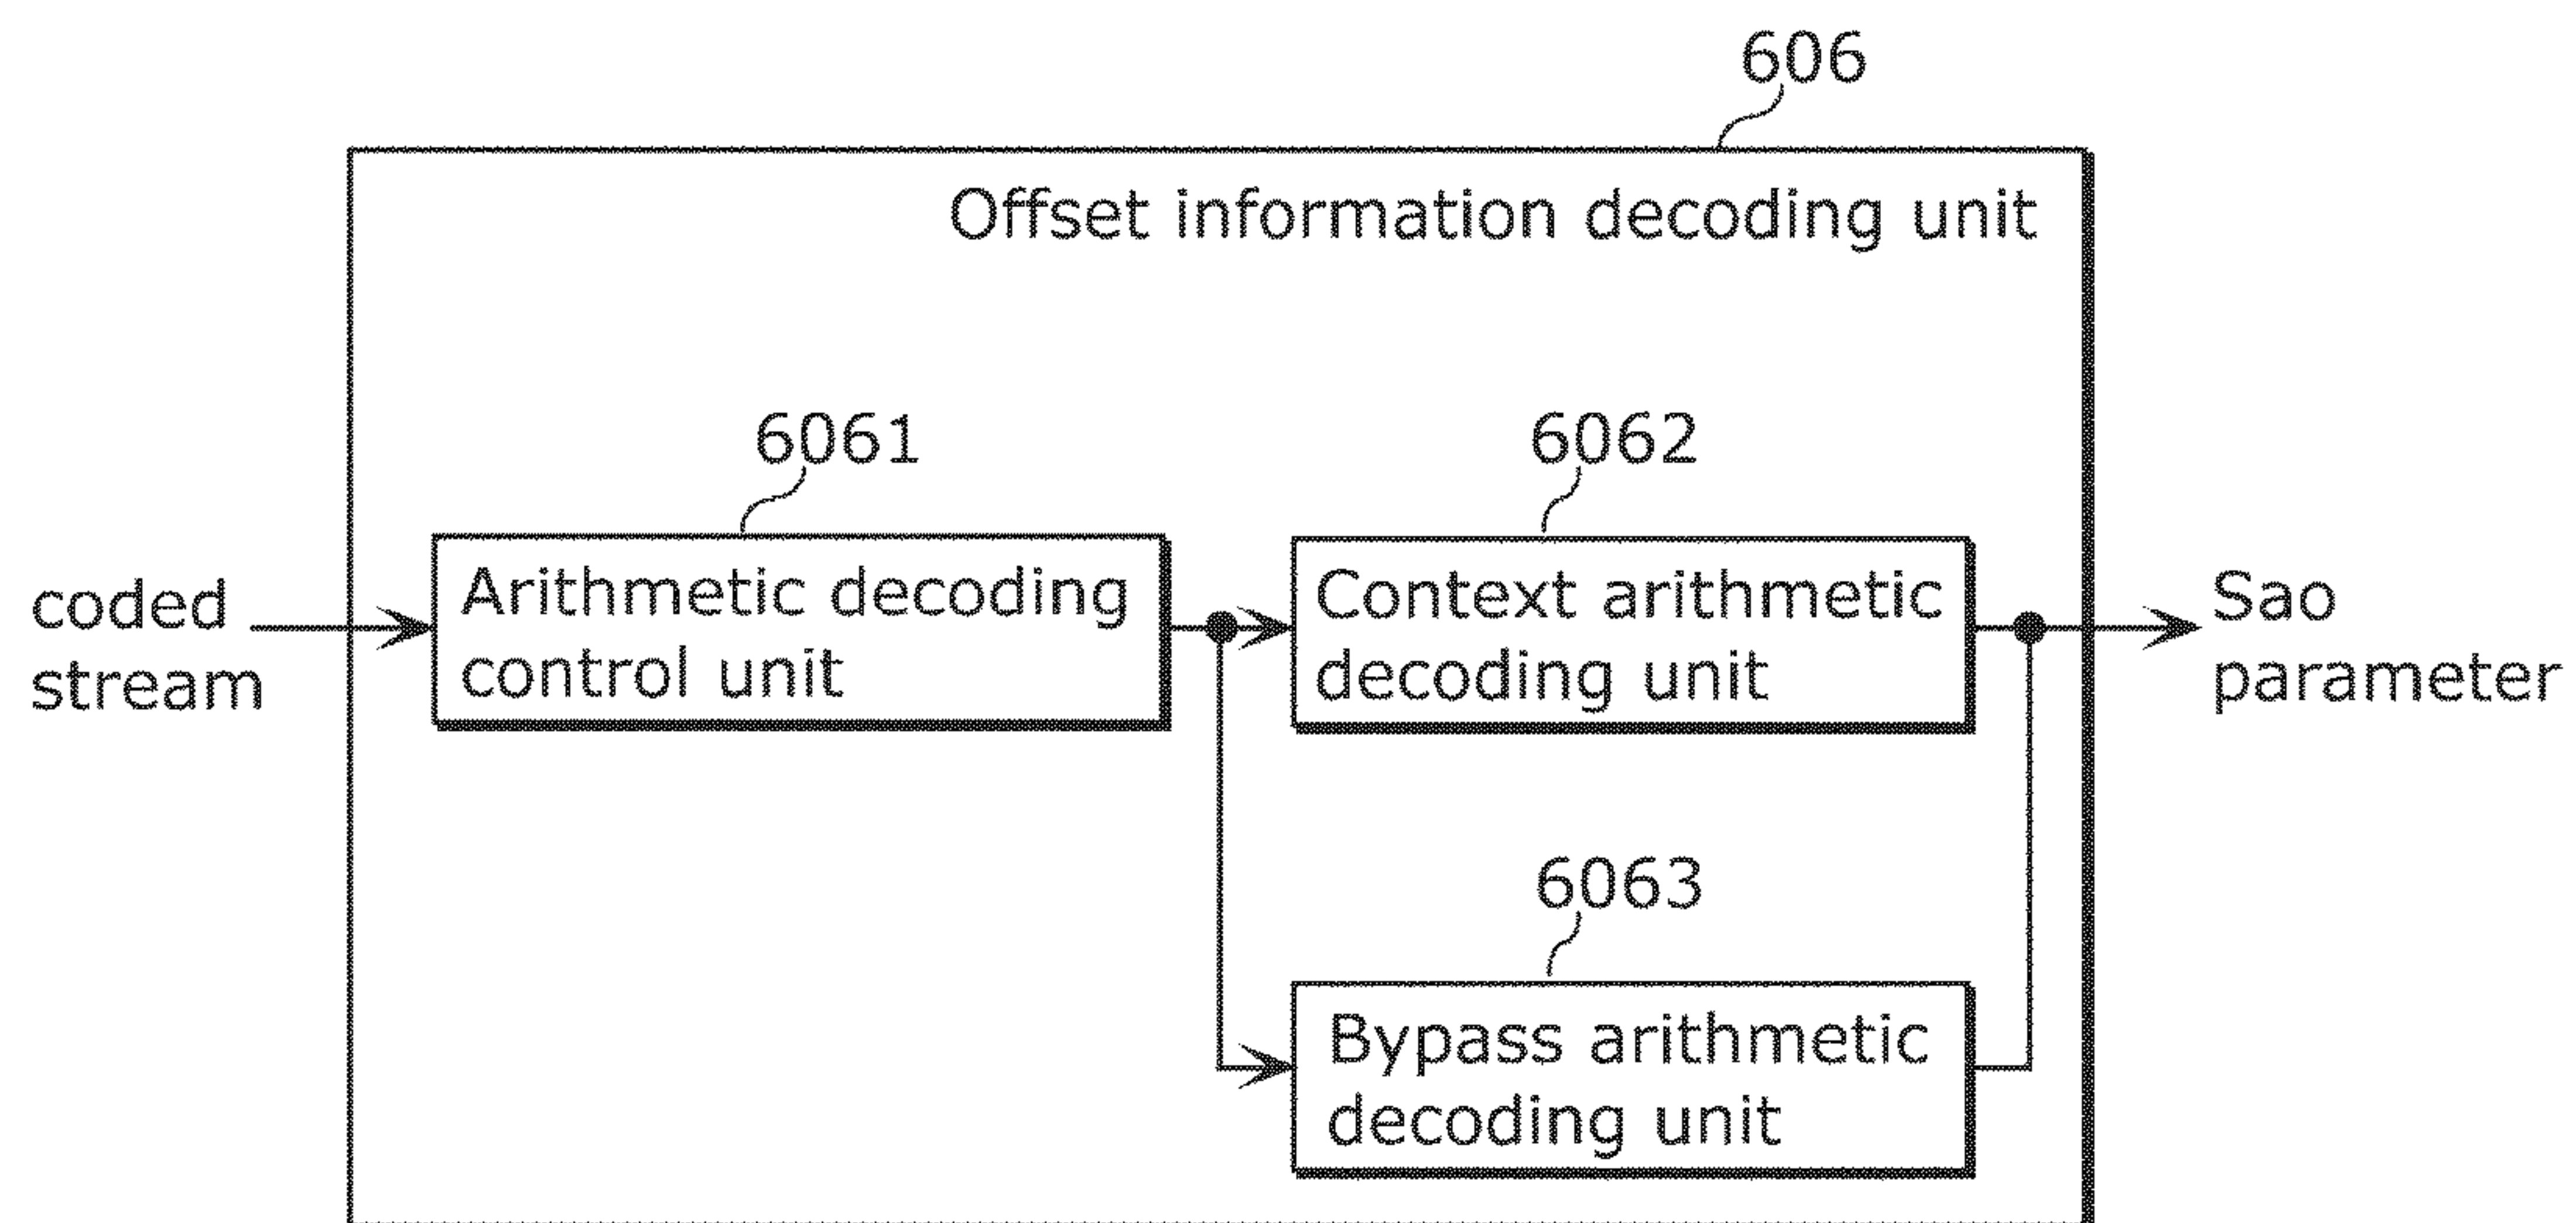 606
Offset information decoding unit
6061
6062
coded
stream
Arithmetic decoding
control unit
Context arithmetic
decoding unit
Sao
parameter
6063
Bypass arithmetic
decoding unit